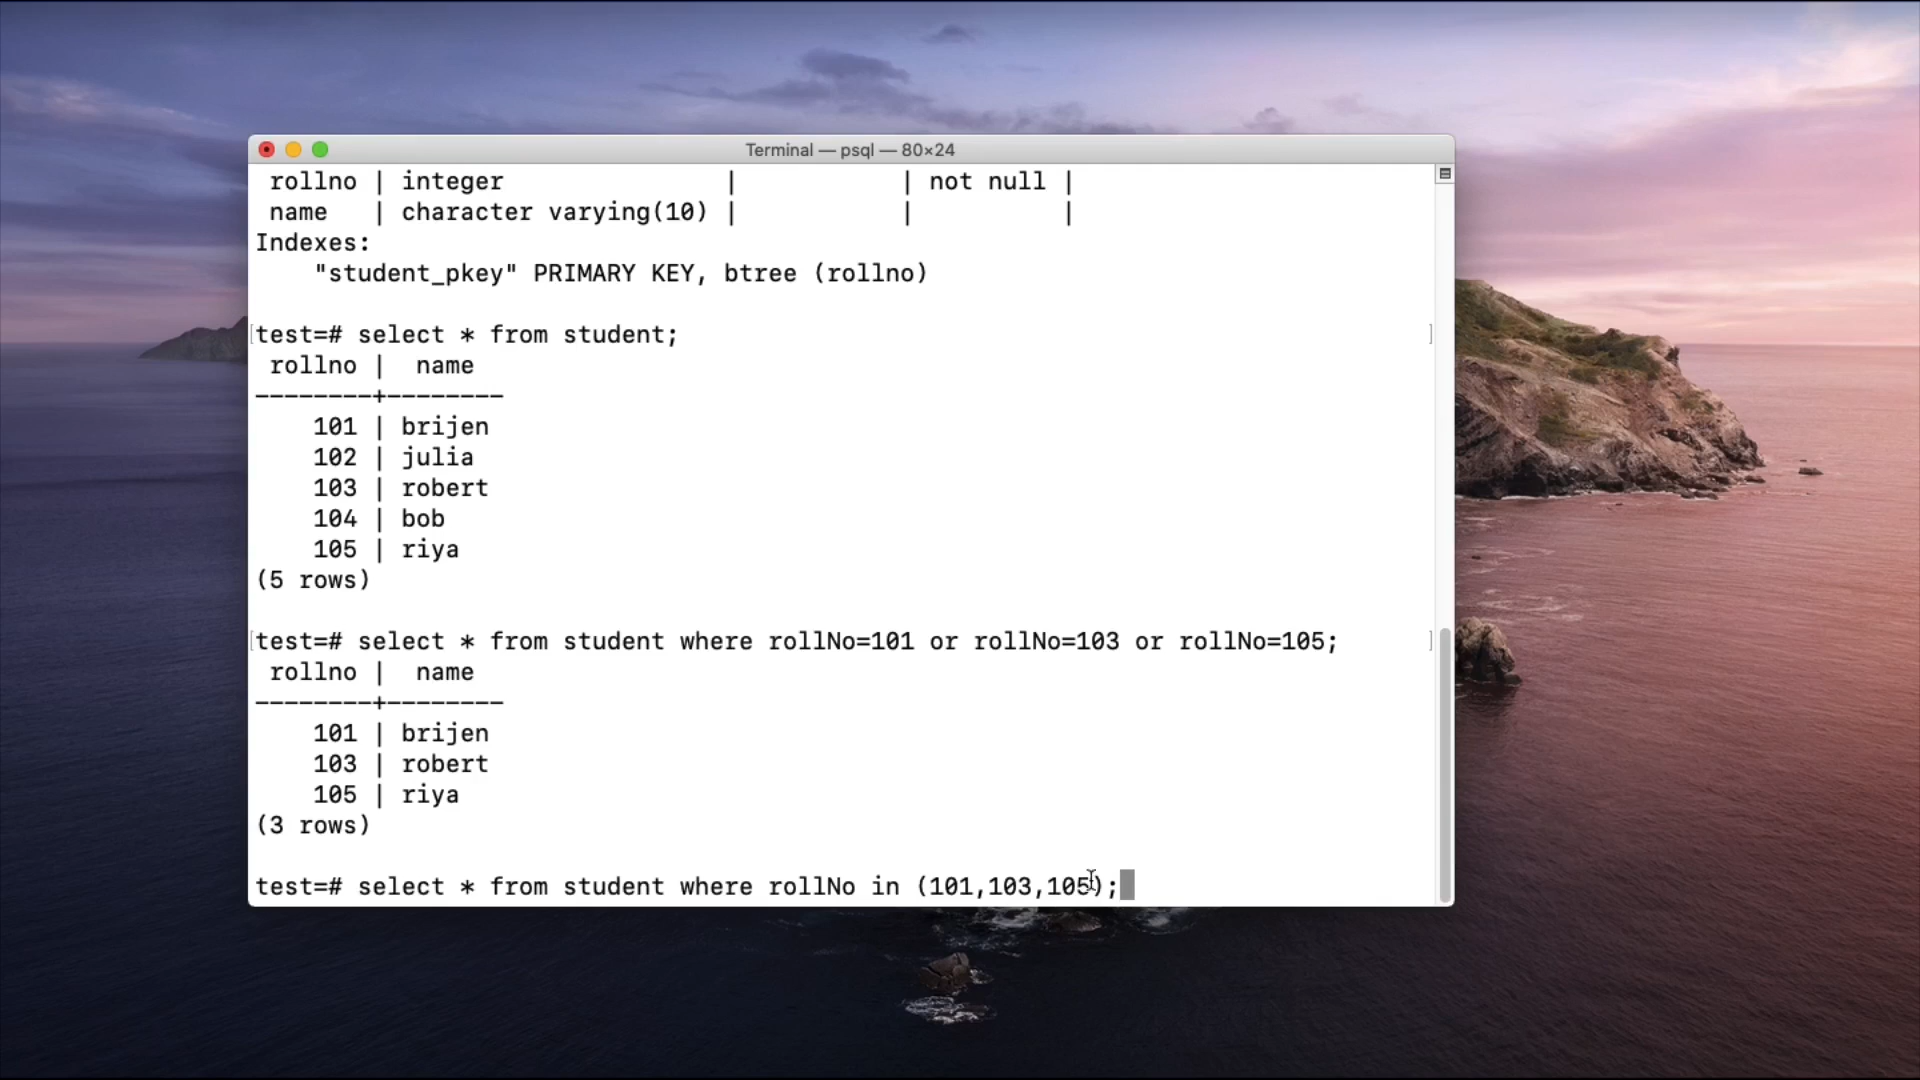 Terminal — psql — 80×24
rollno | integer | | not null |
name | character varying(10) | | |
Indexes:
"student_pkey" PRIMARY KEY, btree (rollno)
test=# select * from student;
rollno | name
--------+--------
101 | brijen
102 | julia
103 | robert
104 | bob
105 | riya
(5 rows)
test=# select * from student where rollNo=101 or rollNo=103 or rollNo=105;
rollno | name
--------+--------
101 | brijen
103 | robert
105 | riya
(3 rows)
test=# select * from student where rollNo in (101,103,105);